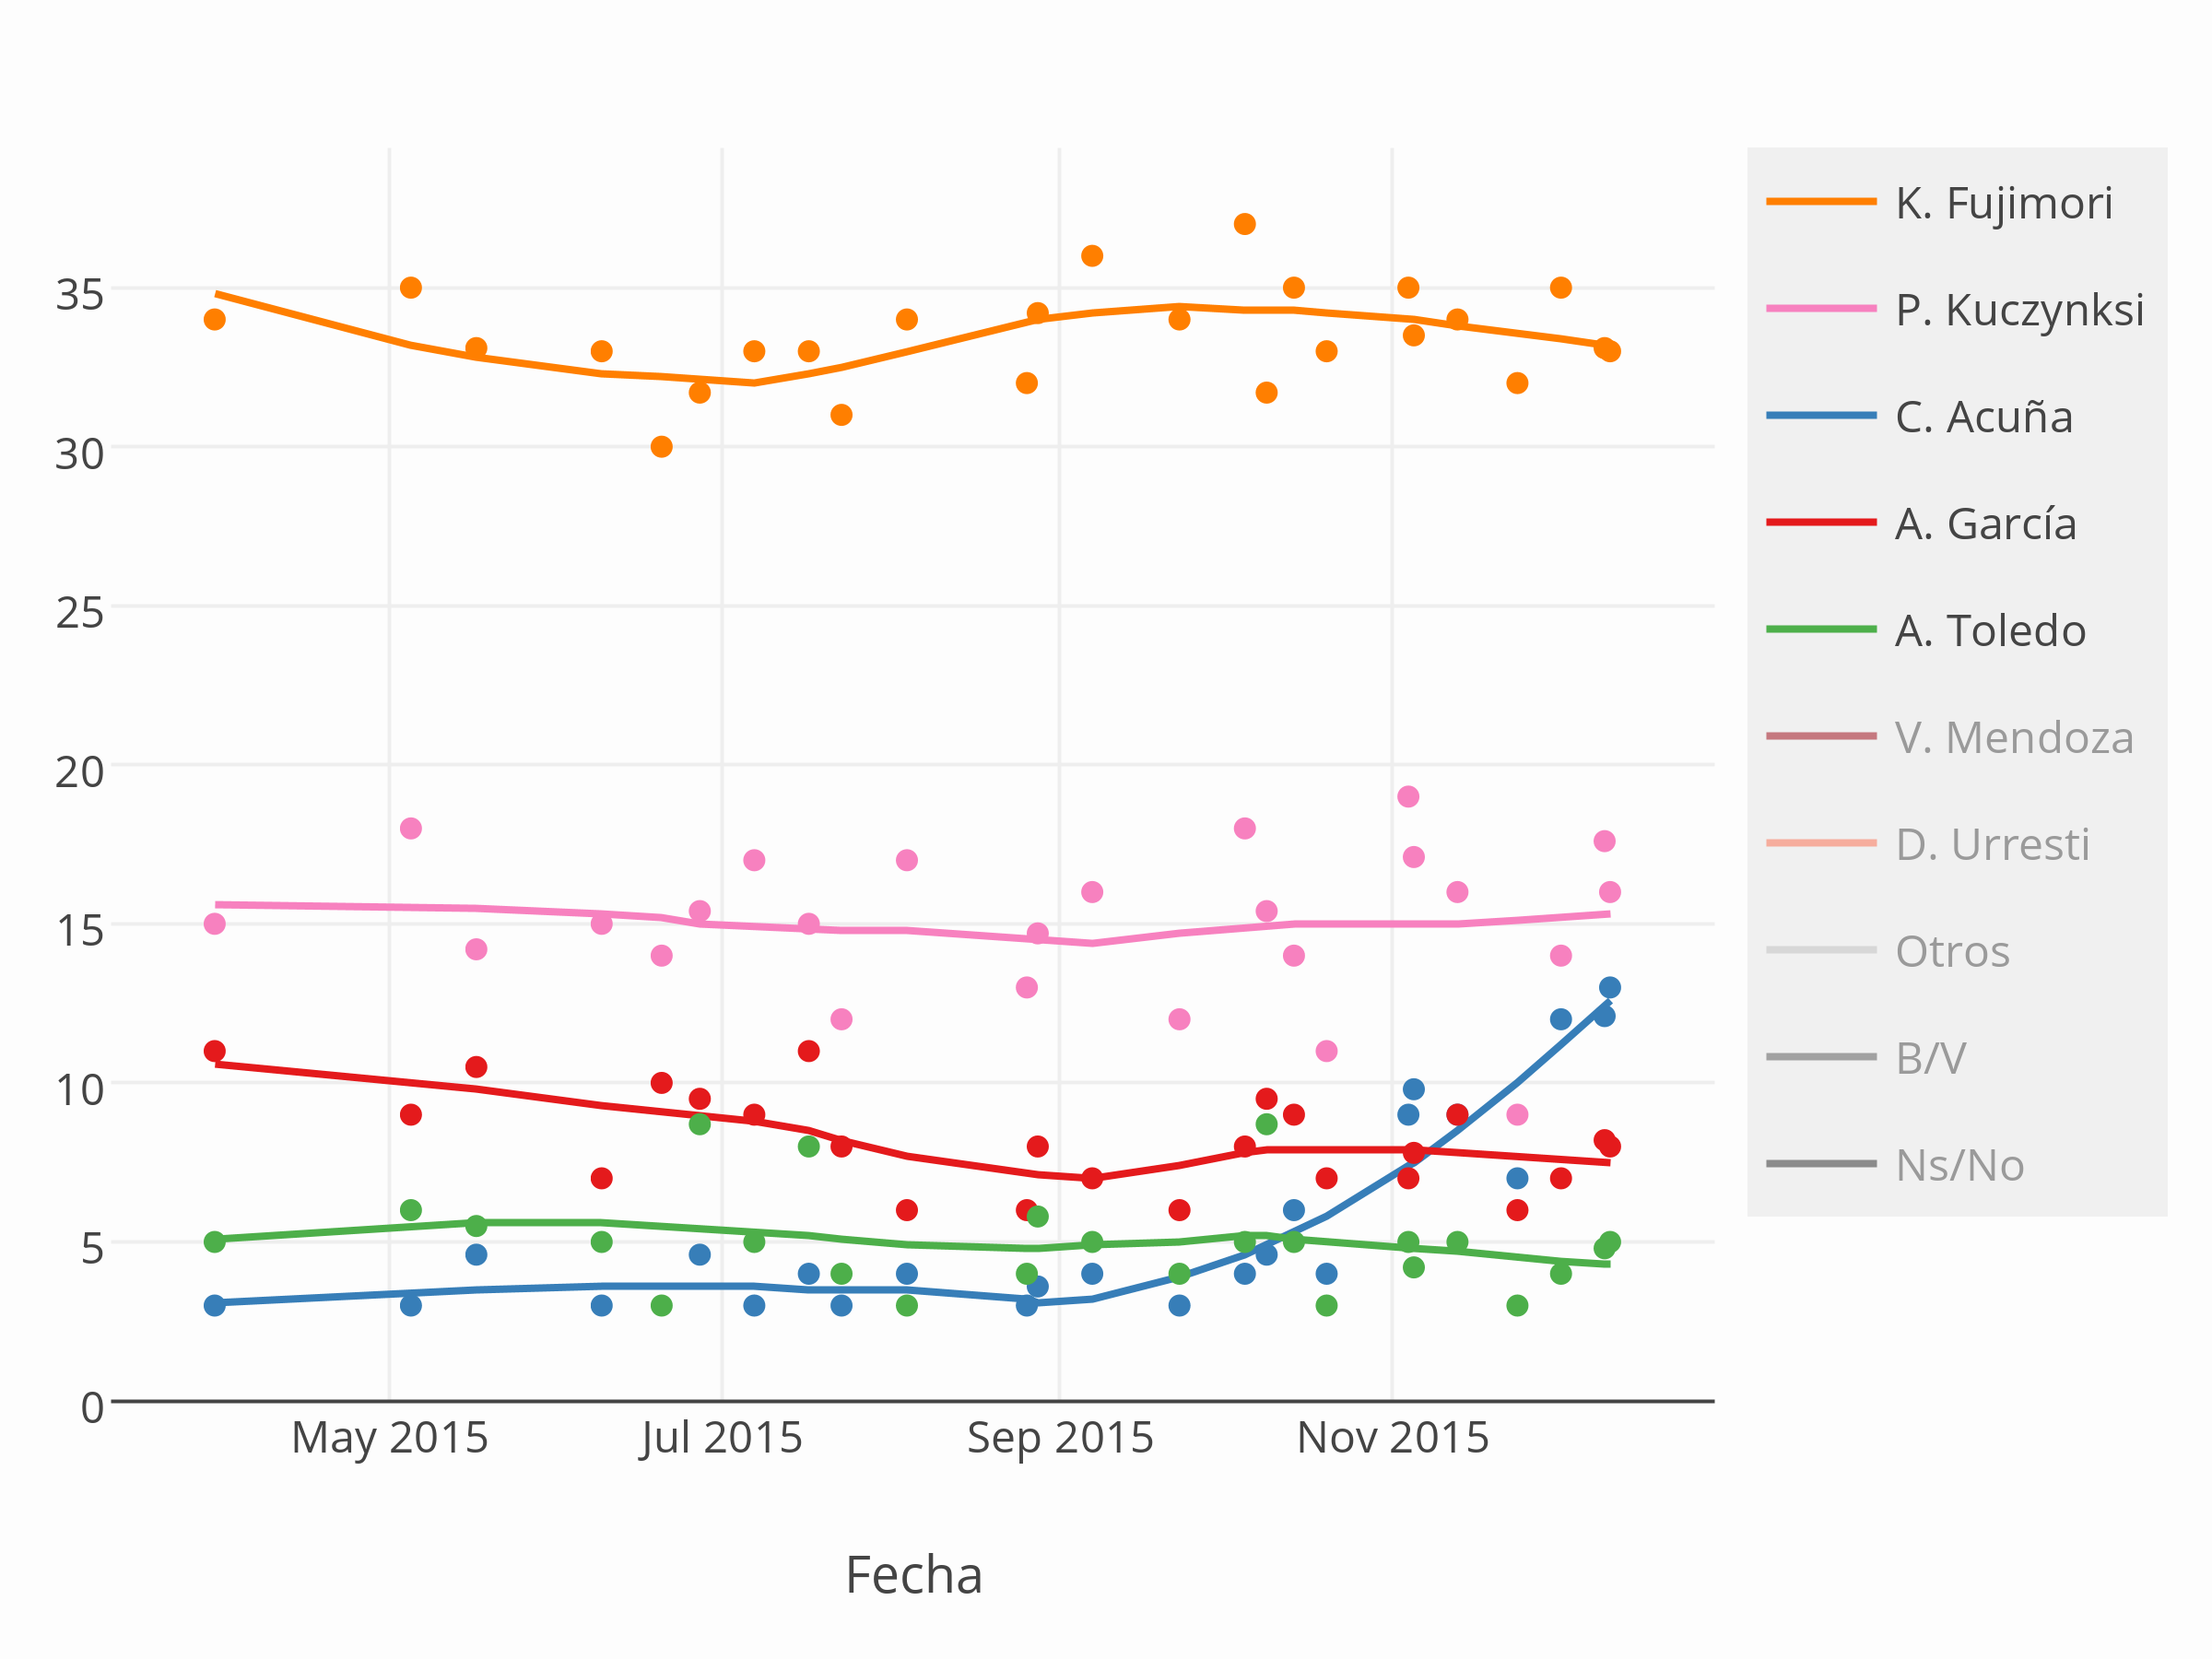 35
30
25
20
15
10
5
0
May 2015
Jul 2015
Sep 2015
Nov 2015
Fecha
K. Fujimori
P. Kuczynksi
C. Acuña
A. García
A. Toledo
V. Mendoza
D. Urresti
Otros
B/V
Ns/No